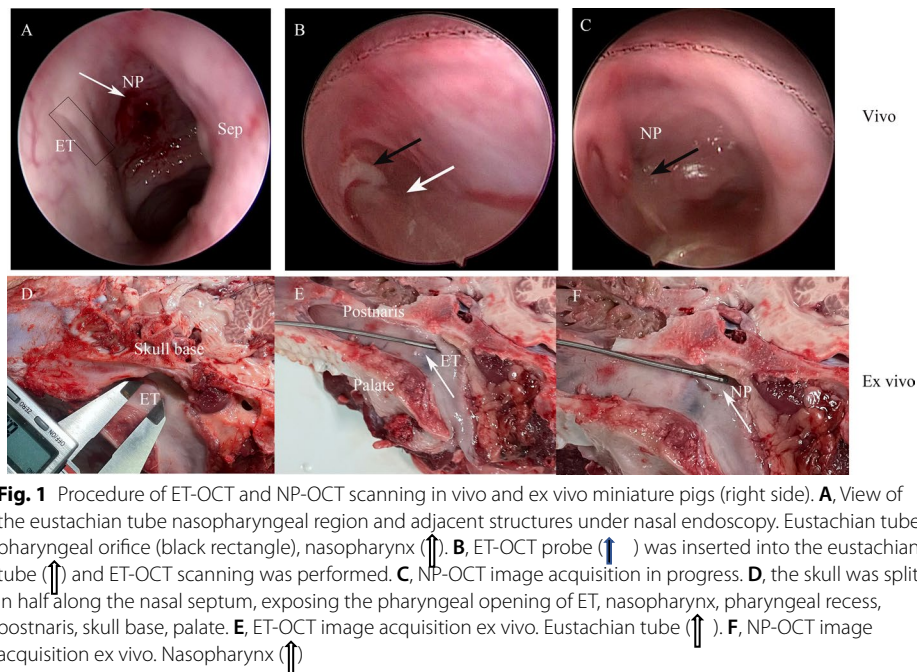 A
NP
ET
Sep
B
C
NP
Vivo
D
Skull base
ET
ZERO
OFF/ON
E
Postnaris
ET
Palate
F
NP
Ex vivo
Fig. 1 Procedure of ET-OCT and NP-OCT scanning in vivo and ex vivo miniature pigs (right side). A, View of
the eustachian tube nasopharyngeal region and adjacent structures under nasal endoscopy. Eustachian tube
pharyngeal orifice (black rectangle), nasopharynx (⇑). B, ET-OCT probe (⬆ ) was inserted into the eustachian
tube (⇑) and ET-OCT scanning was performed. C, NP-OCT image acquisition in progress. D, the skull was split
in half along the nasal septum, exposing the pharyngeal opening of ET, nasopharynx, pharyngeal recess,
postnaris, skull base, palate. E, ET-OCT image acquisition ex vivo. Eustachian tube (⇑ ). F, NP-OCT image
acquisition ex vivo. Nasopharynx (⇑)